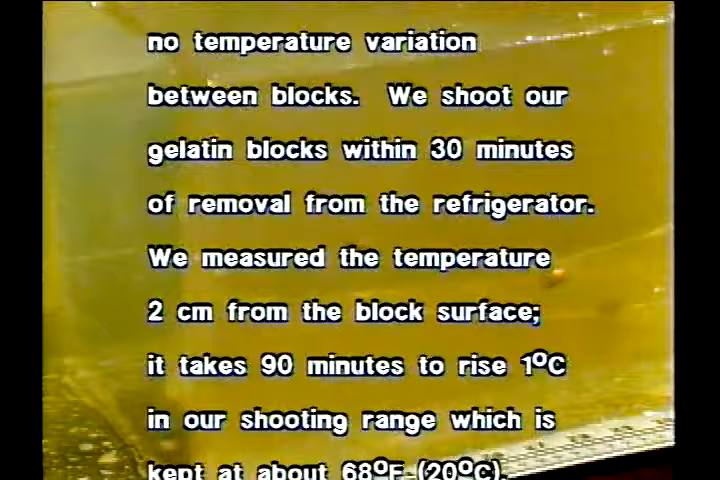 no temperature variation
between blocks. We shoot our
gelatin blocks within 30 minutes
of removal from the refrigerator.
We measured the temperature
2 cm from the block surface;
it takes 90 minutes to rise 1ºC
in our shooting range which is
kept at about 68ºF (20ºC).